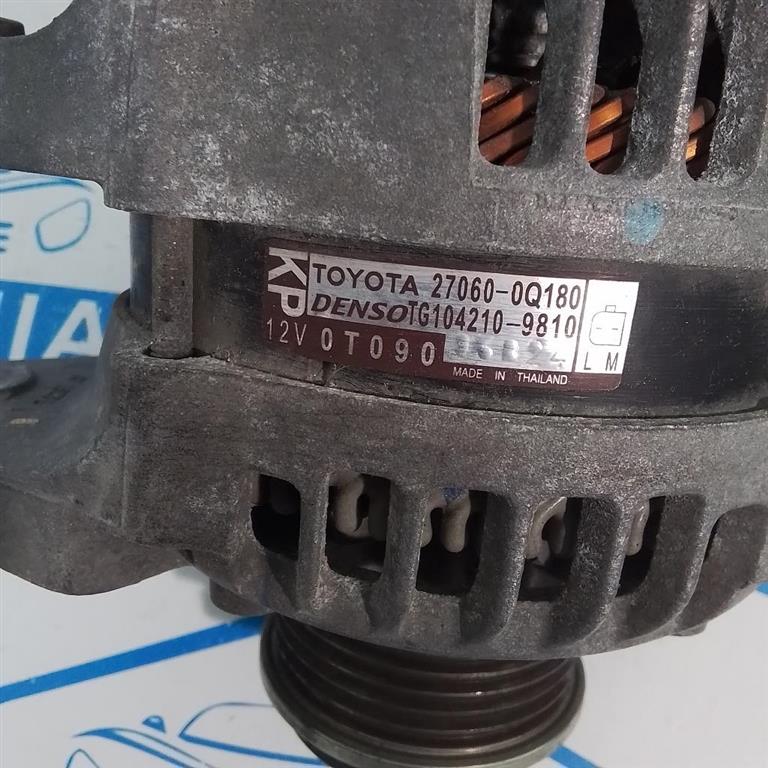 KP
TOYOTA 27060-0Q180
DENSO TG104210-9810
12V 0T090
L M
MADE IN THAILAND